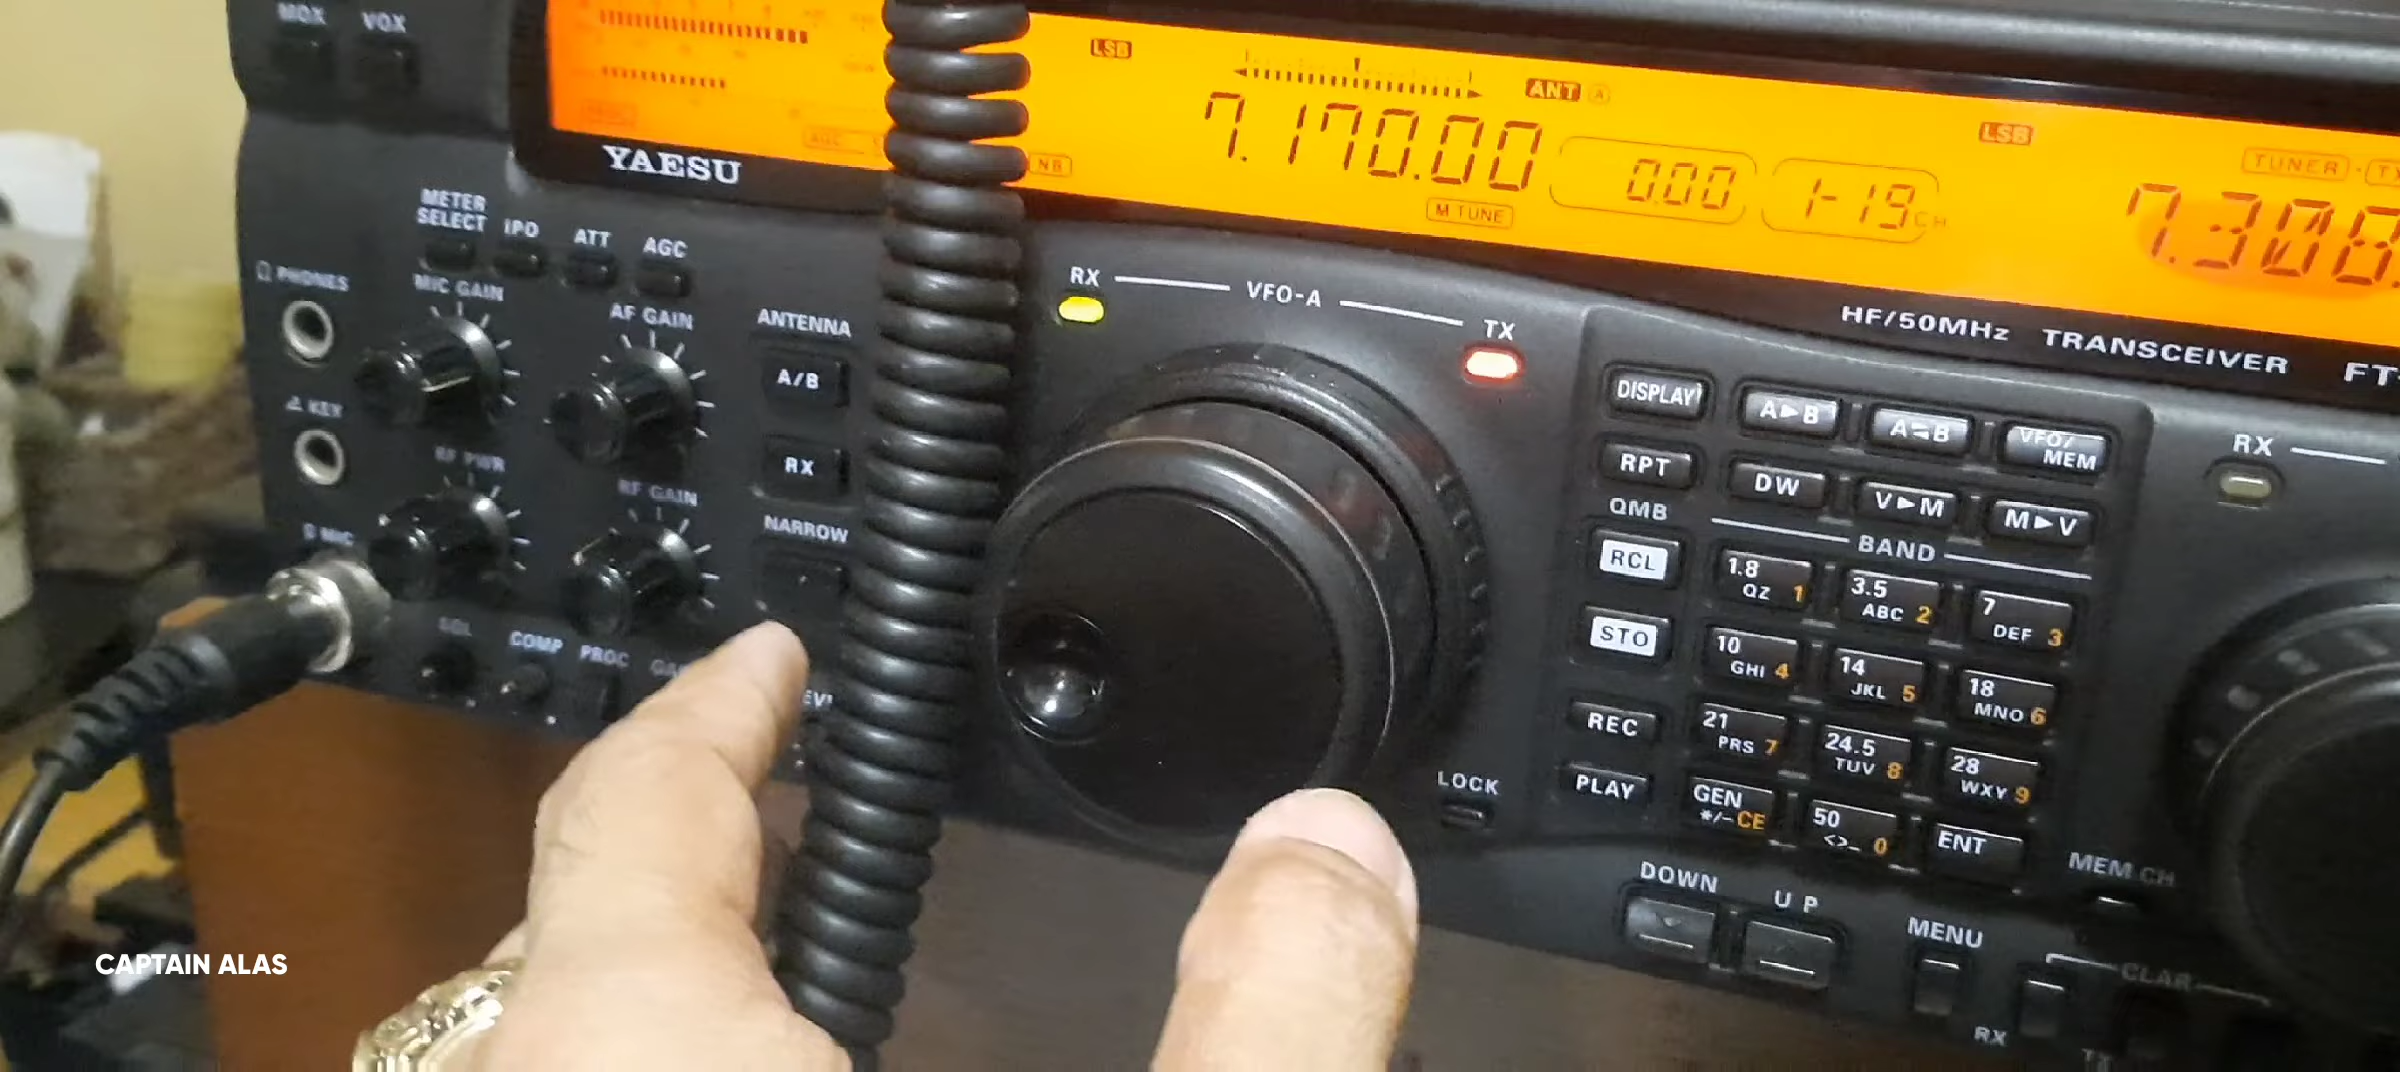 MOX VOX
LSB
ANT A
LSB
7.170.00
0.00
1-19 CH
TUNER
7.308
NB
M TUNE
YAESU
HF/50MHz TRANSCEIVER FT-
METER
SELECT
IPO
ATT
AGC
PHONES
MIC GAIN
AF GAIN
ANTENNA
A/B
RX
NARROW
KEY
RF PWR
RF GAIN
MIC
COMP
PROC
RX
VFO-A
TX
DISPLAY
A►B
A◄B
VFO/
MEM
RPT
DW
V►M
M►V
QMB
BAND
RCL
1.8
QZ 1
3.5
ABC 2
7
DEF 3
STO
10
GHI 4
14
JKL 5
18
MNO 6
REC
21
PRS 7
24.5
TUV 8
28
WXY 9
PLAY
GEN
*/- CE
50
<>_ 0
ENT
LOCK
DOWN
UP
MENU
MEM CH
CLAR
RX
RX
CAPTAIN ALAS